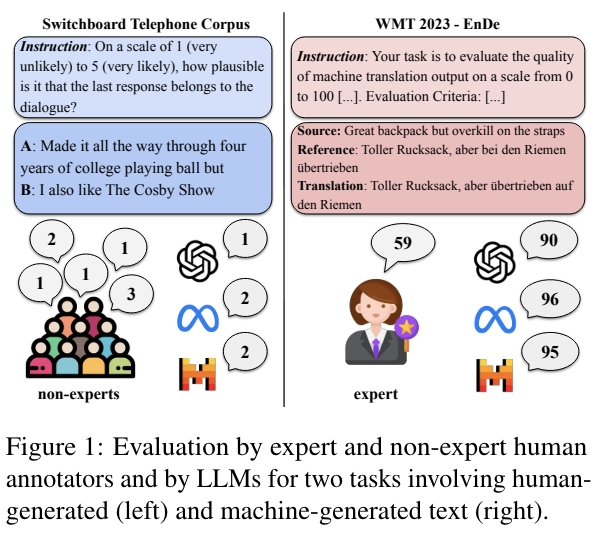 Switchboard Telephone Corpus
Instruction: On a scale of 1 (very
unlikely) to 5 (very likely), how plausible
is it that the last response belongs to the
dialogue?
A: Made it all the way through four
years of college playing ball but
B: I also like The Cosby Show
2
1
1
1
3
1
2
2
non-experts
WMT 2023 - EnDe
Instruction: Your task is to evaluate the quality
of machine translation output on a scale from 0
to 100 [...]. Evaluation Criteria: [...]
Source: Great backpack but overkill on the straps
Reference: Toller Rucksack, aber bei den Riemen
übertrieben
Translation: Toller Rucksack, aber übertrieben auf
den Riemen
59
90
96
95
expert
Figure 1: Evaluation by expert and non-expert human
annotators and by LLMs for two tasks involving human-
generated (left) and machine-generated text (right).